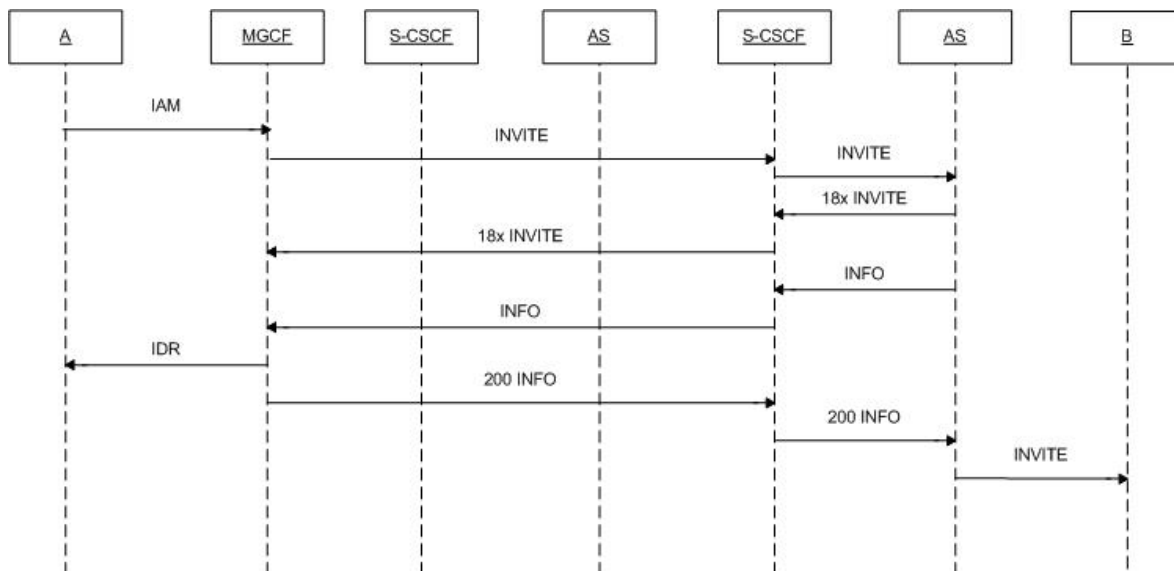 A MGCF S-CSCF AS S-CSCF AS B
IAM
INVITE
INVITE
18x INVITE
18x INVITE
INFO
INFO
IDR
200 INFO
200 INFO
INVITE